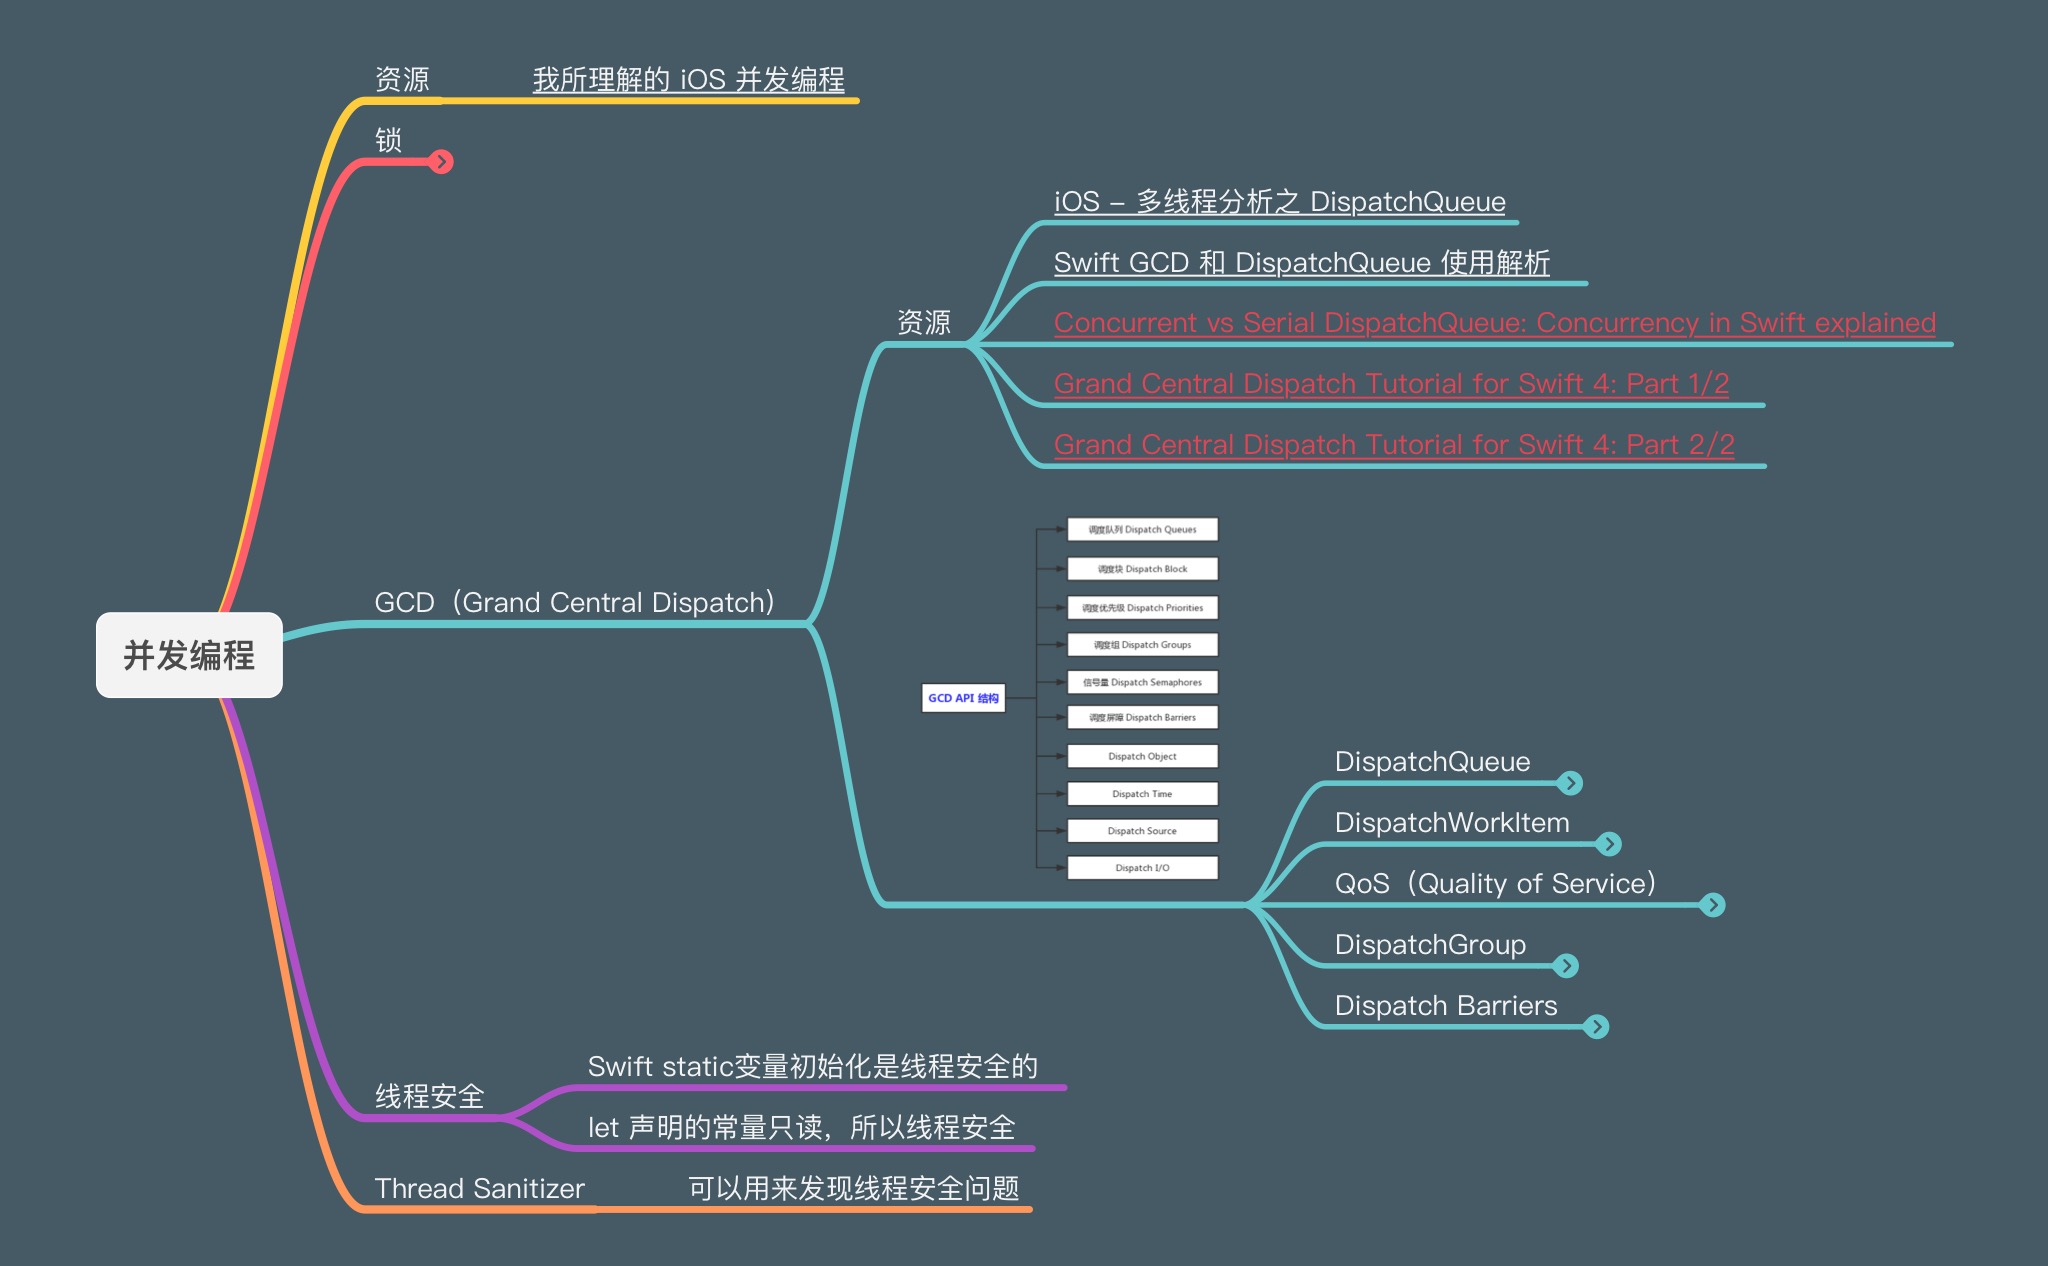 资源
我所理解的 iOS 并发编程
锁
iOS - 多线程分析之 DispatchQueue
Swift GCD 和 DispatchQueue 使用解析
资源
Concurrent vs Serial DispatchQueue: Concurrency in Swift explained
Grand Central Dispatch Tutorial for Swift 4: Part 1/2
Grand Central Dispatch Tutorial for Swift 4: Part 2/2
GCD（Grand Central Dispatch）
并发编程
调度队列 Dispatch Queues
调度块 Dispatch Block
调度优先级 Dispatch Priorities
调度组 Dispatch Groups
信号量 Dispatch Semaphores
GCD API 结构
调度屏障 Dispatch Barriers
Dispatch Object
Dispatch Time
Dispatch Source
Dispatch I/O
DispatchQueue
DispatchWorkItem
QoS（Quality of Service）
DispatchGroup
Dispatch Barriers
线程安全
Swift static变量初始化是线程安全的
let 声明的常量只读，所以线程安全
Thread Sanitizer
可以用来发现线程安全问题